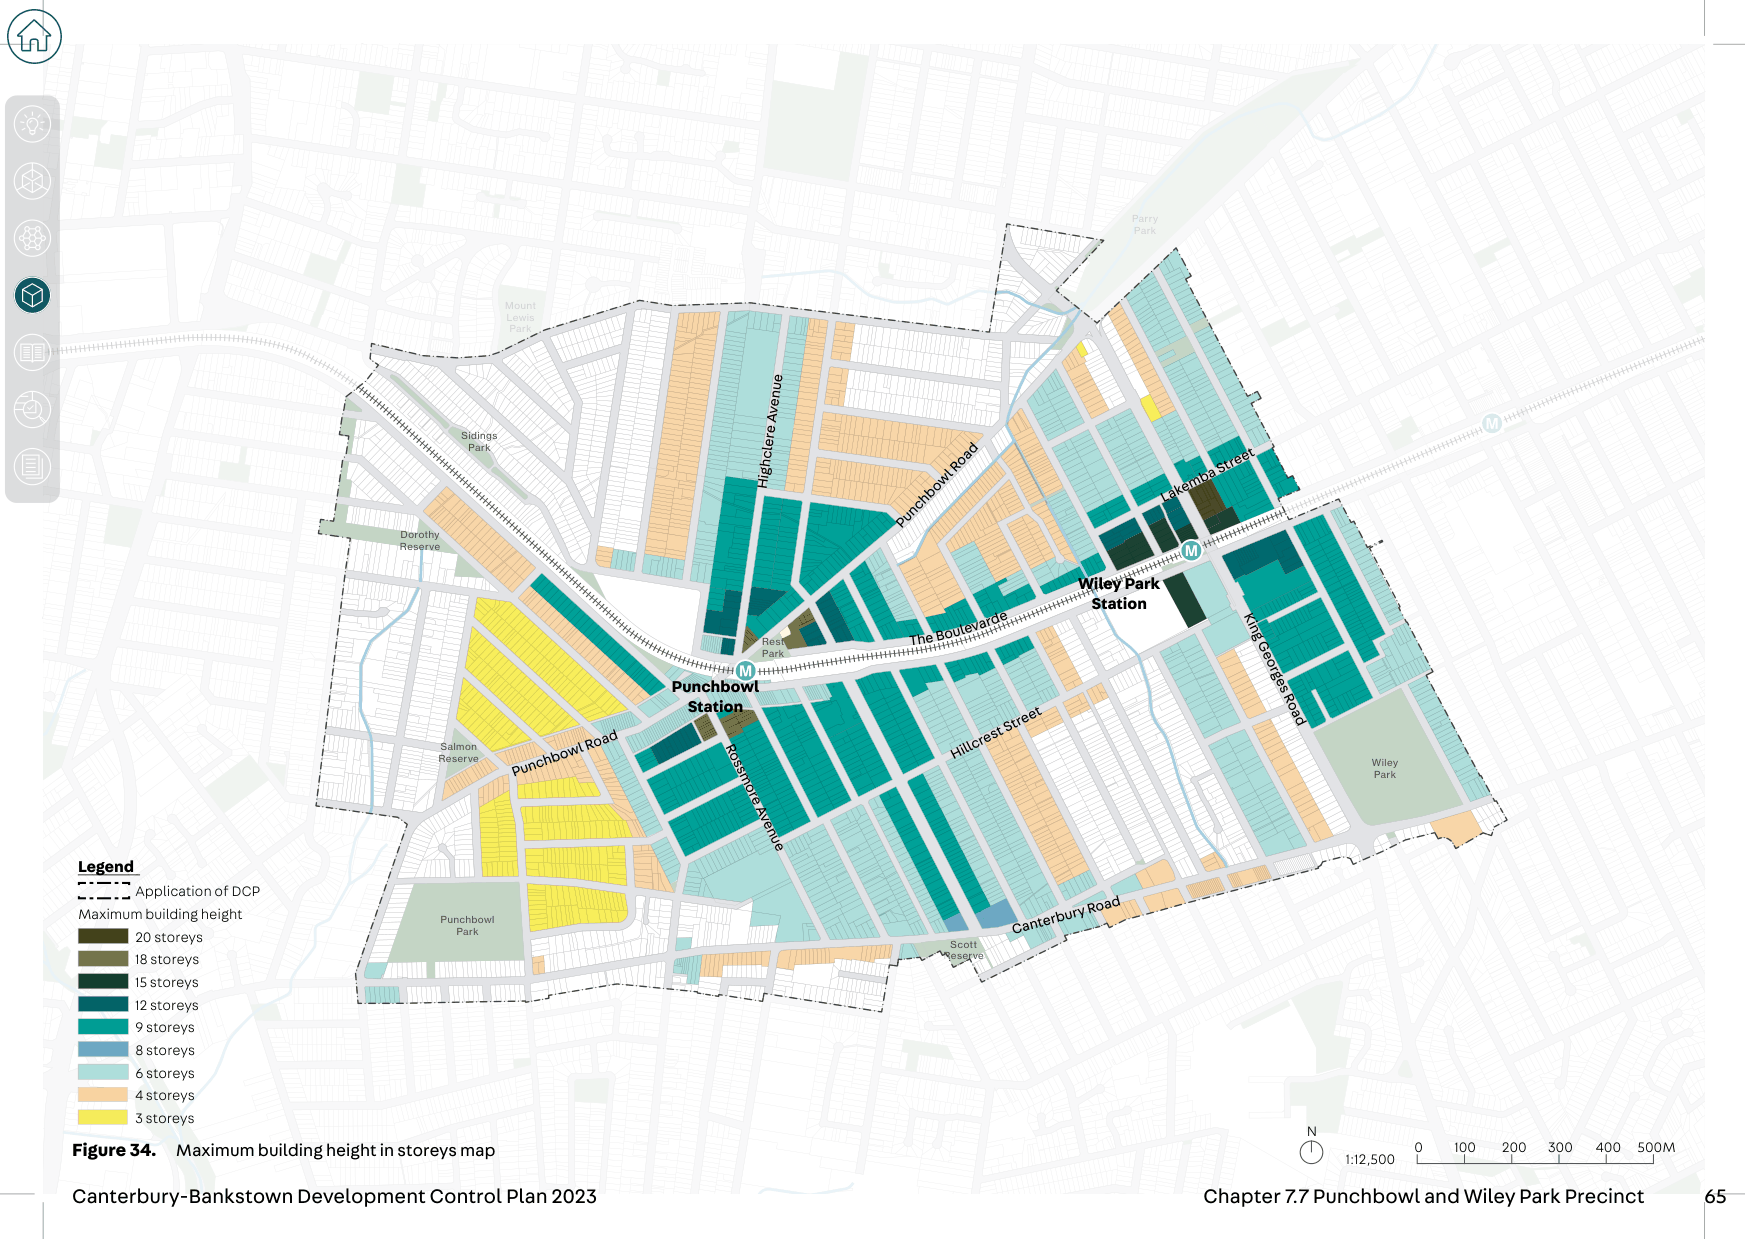 Parry
Park
Mount
Lewis
Park
Sidings
Park
Highclere Avenue
Punchbowl Road
Lakemba Street
M
Dorothy
Reserve
M
Wiley Park
Station
The Boulevarde
Rest
Park
M
Punchbowl
Station
King Georges Road
Salmon
Reserve
Punchbowl Road
Rossmore Avenue
Hillcrest Street
Wiley
Park
Punchbowl
Park
Canterbury Road
Scott
Reserve
Legend
Application of DCP
Maximum building height
20 storeys
18 storeys
15 storeys
12 storeys
9 storeys
8 storeys
6 storeys
4 storeys
3 storeys
Figure 34. Maximum building height in storeys map
N
1:12,500
0 100 200 300 400 500M
Canterbury-Bankstown Development Control Plan 2023
Chapter 7.7 Punchbowl and Wiley Park Precinct 65